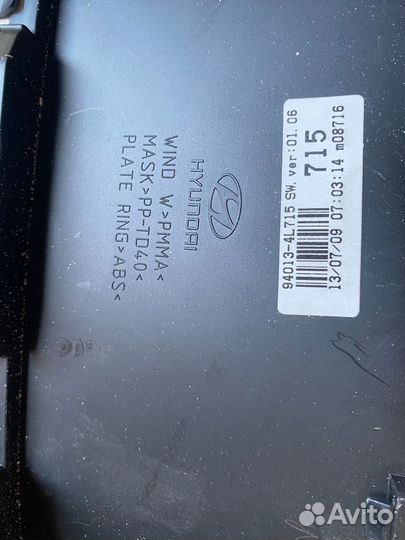 HYUNDAI
WIND W>PMMA<
MASK>PP-TD40<
PLATE RING>ABS<
94013-4L715 SW. ver:01.06
715
13/07/09 07:03:14 m08716
Avito